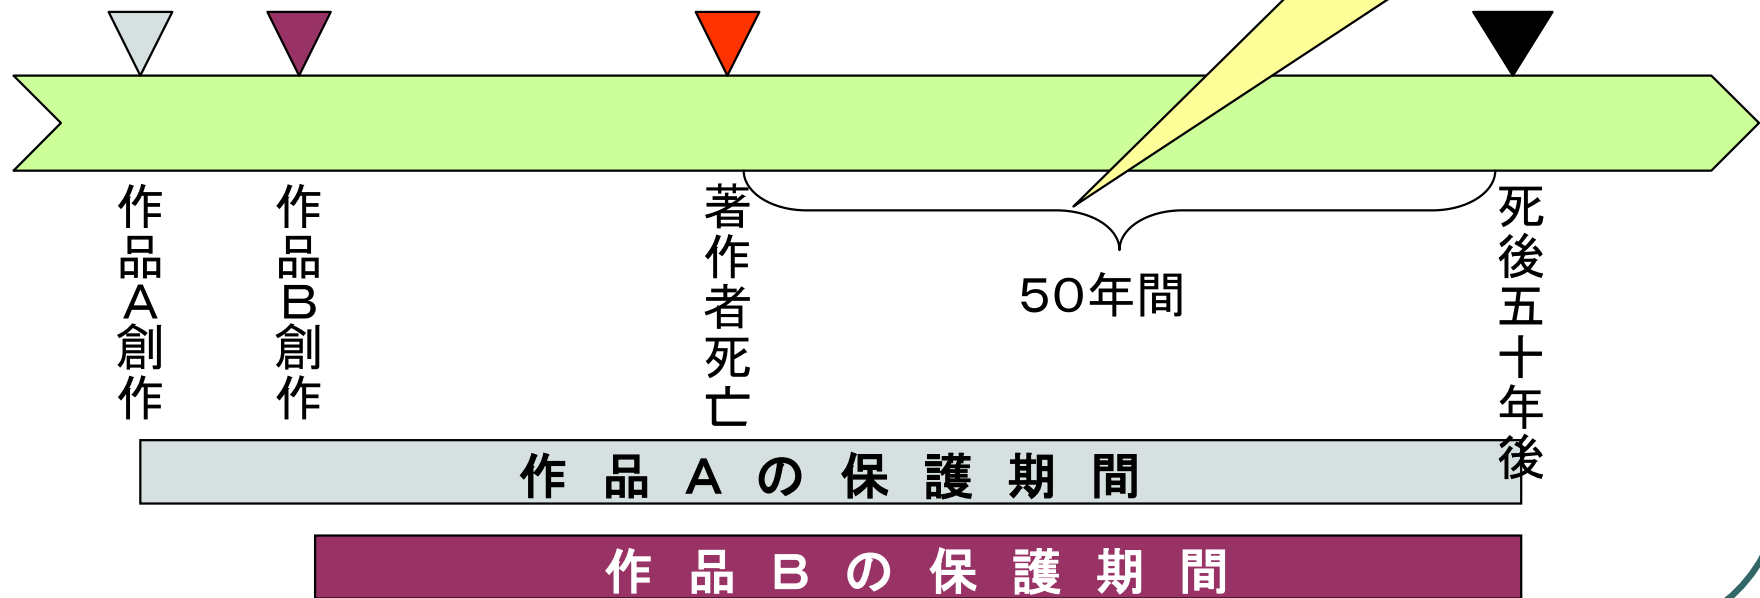 作品A創作
作品B創作
著作者死亡
50年間
死後五十年後
作品Aの保護期間
作品Bの保護期間